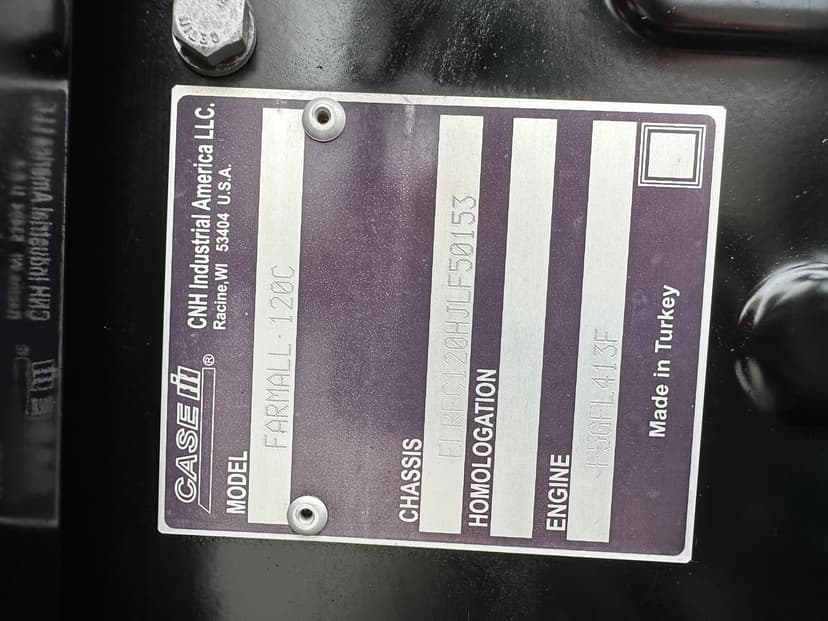 CASE IH ®
CNH Industrial America LLC.
Racine,WI 53404 U.S.A.
MODEL FARMALL 120C
CHASSIS ELRFC120HJLF50153
HOMOLOGATION
ENGINE F5GFL413F
Made in Turkey